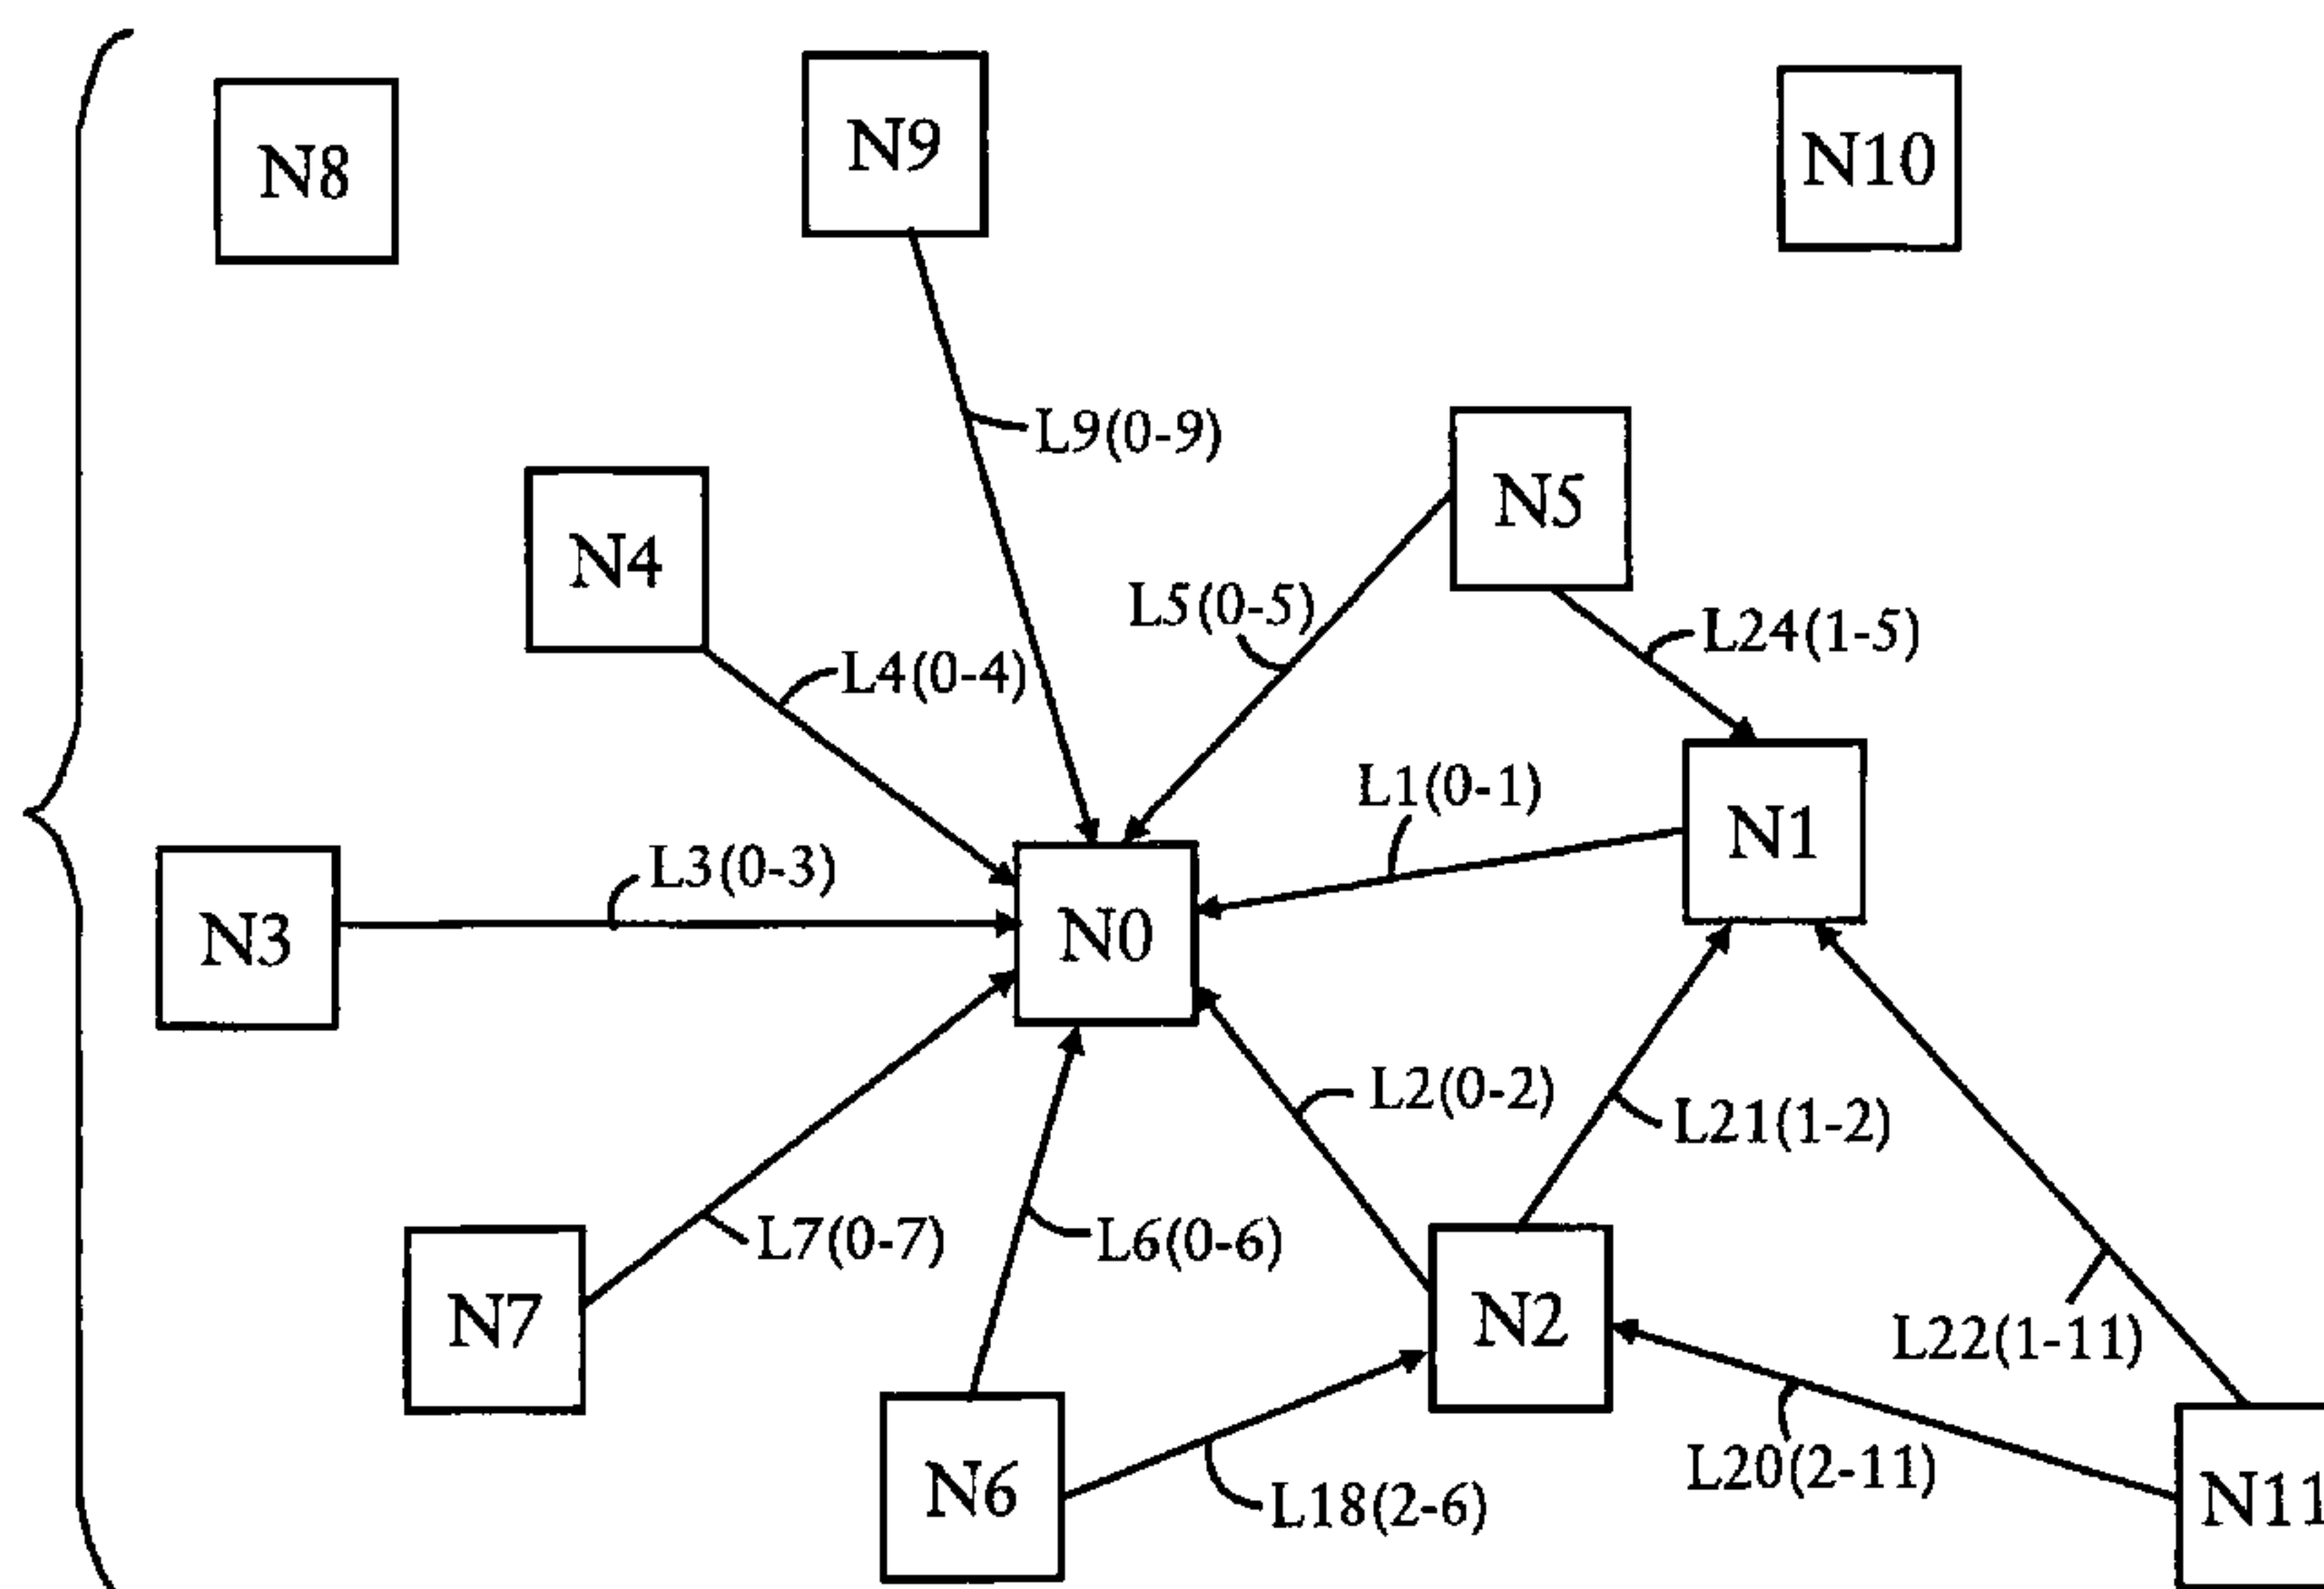 N8
N9
N10
L9(0-9)
N5
N4
L5(0-5)
L24(1-5)
L4(0-4)
L1(0-1)
N1
L3(0-3)
N3
N0
L2(0-2)
L21(1-2)
L7(0-7)
L6(0-6)
N7
N2
L22(1-11)
L20(2-11)
N6
L18(2-6)
N11